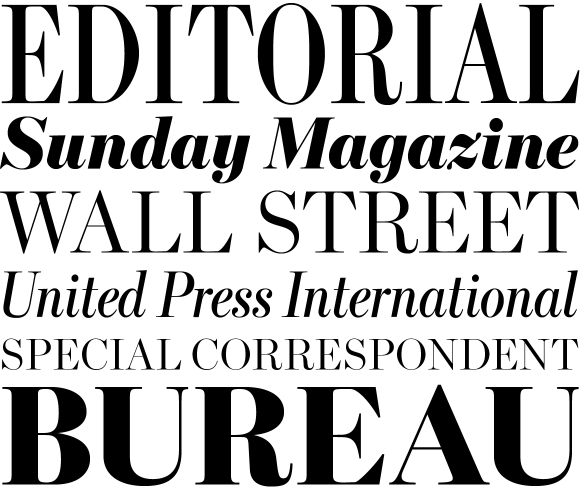 EDITORIAL
Sunday Magazine
WALL STREET
United Press International
SPECIAL CORRESPONDENT
BUREAU